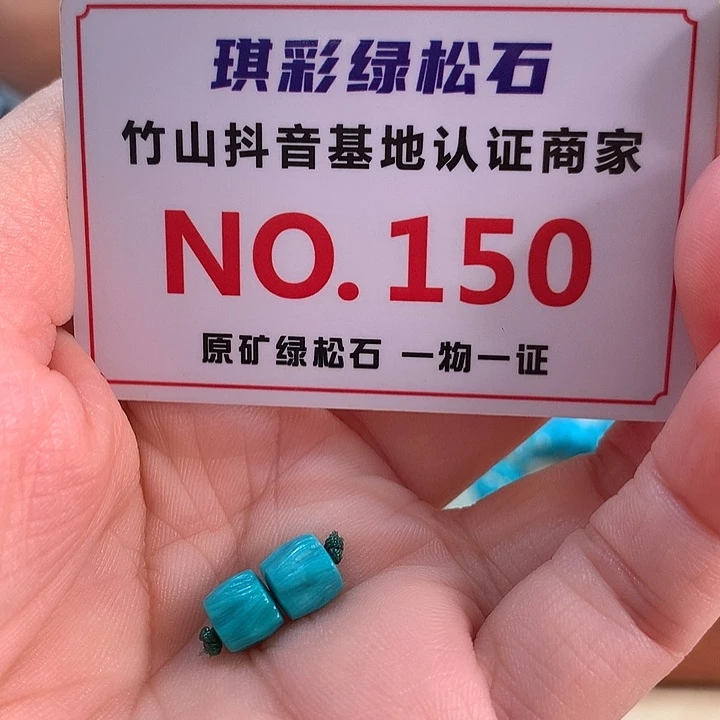 琪彩绿松石
竹山抖音基地认证商家
NO.150
原矿绿松石 一物一证